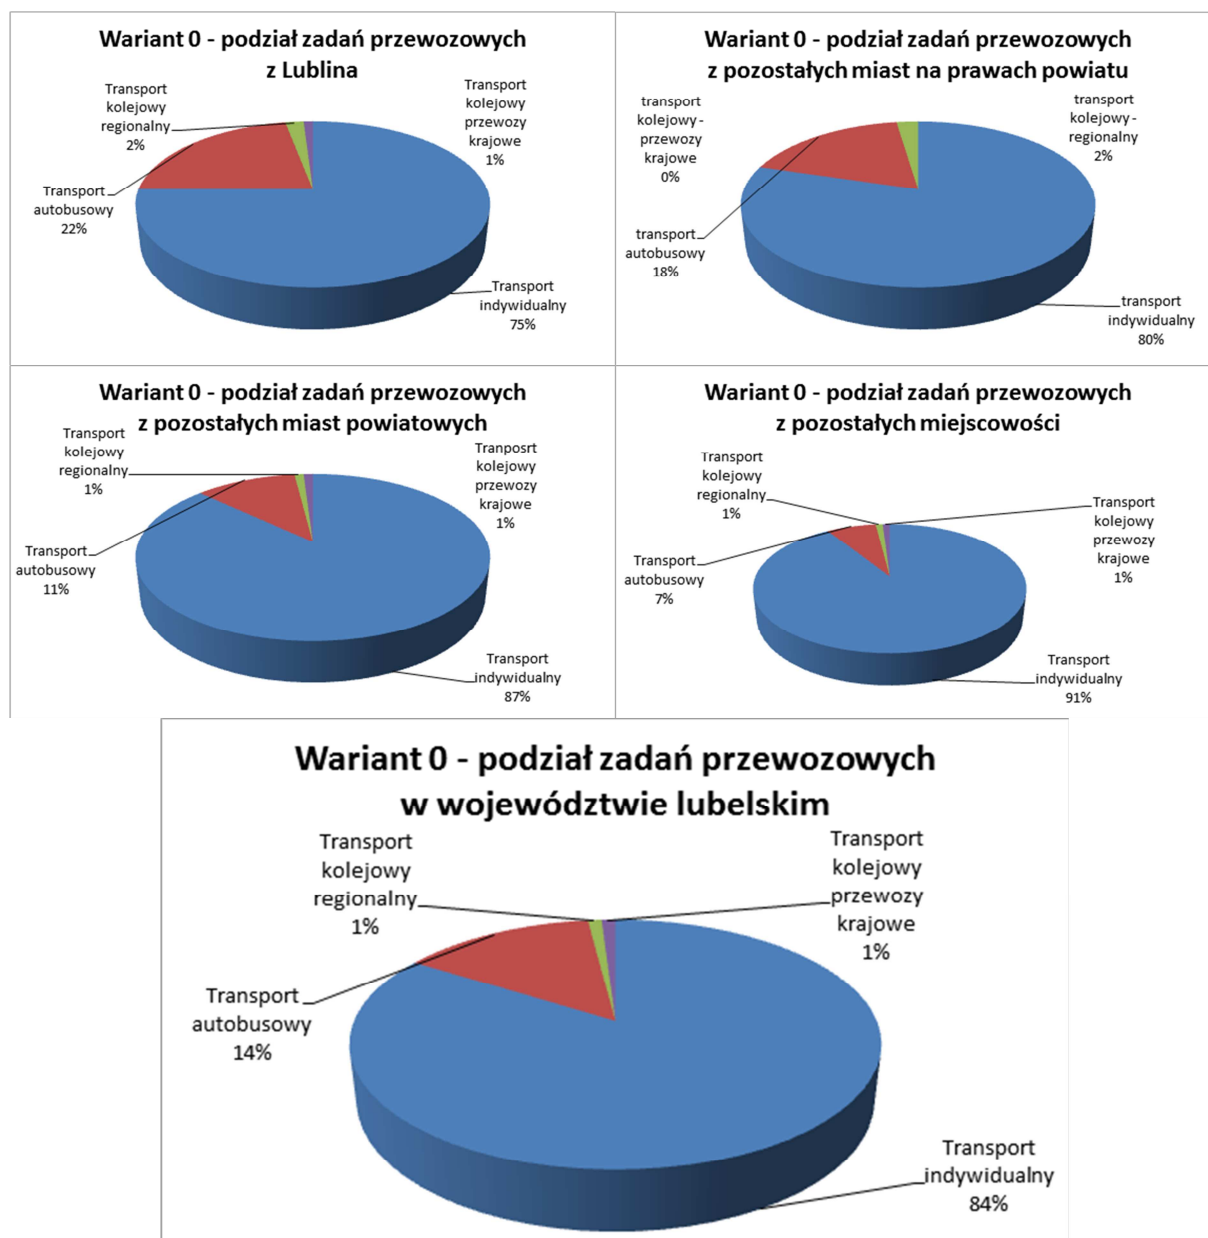 Wariant 0 - podział zadań przewozowych
z Lublina
Transport
kolejowy
regionalny
2%
Transport
kolejowy
przewozy
krajowe
1%
Transport
autobusowy
22%
Transport
indywidualny
75%
Wariant 0 - podział zadań przewozowych
z pozostałych miast na prawach powiatu
transport
kolejowy -
przewozy
krajowe
0%
transport
kolejowy -
regionalny
2%
transport
autobusowy
18%
transport
indywidualny
80%
Wariant 0 - podział zadań przewozowych
z pozostałych miast powiatowych
Transport
kolejowy
regionalny
1%
Tranposrt
kolejowy
przewozy
krajowe
1%
Transport
autobusowy
11%
Transport
indywidualny
87%
Wariant 0 - podział zadań przewozowych
z pozostałych miejscowości
Transport
kolejowy
regionalny
1%
Transport
kolejowy
przewozy
krajowe
1%
Transport
autobusowy
7%
Transport
indywidualny
91%
Wariant 0 - podział zadań przewozowych
w województwie lubelskim
Transport
kolejowy
regionalny
1%
Transport
kolejowy
przewozy
krajowe
1%
Transport
autobusowy
14%
Transport
indywidualny
84%